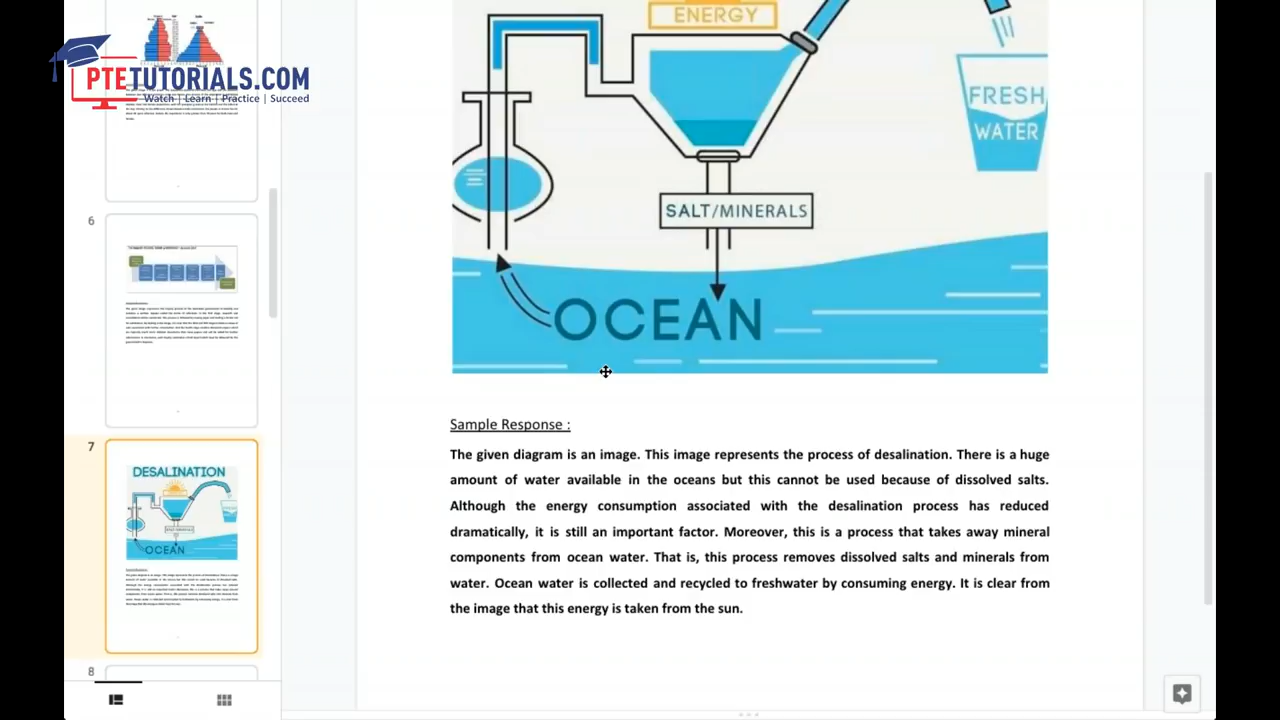 PTETUTORIALS.COM
Watch | Learn | Practice | Succeed
6
7
DESALINATION
OCEAN
8
ENERGY
FRESH
WATER
SALT/MINERALS
OCEAN
Sample Response :
The given diagram is an image. This image represents the process of desalination. There is a huge
amount of water available in the oceans but this cannot be used because of dissolved salts.
Although the energy consumption associated with the desalination process has reduced
dramatically, it is still an important factor. Moreover, this is a process that takes away mineral
components from ocean water. That is, this process removes dissolved salts and minerals from
water. Ocean water is collected and recycled to freshwater by consuming energy. It is clear from
the image that this energy is taken from the sun.